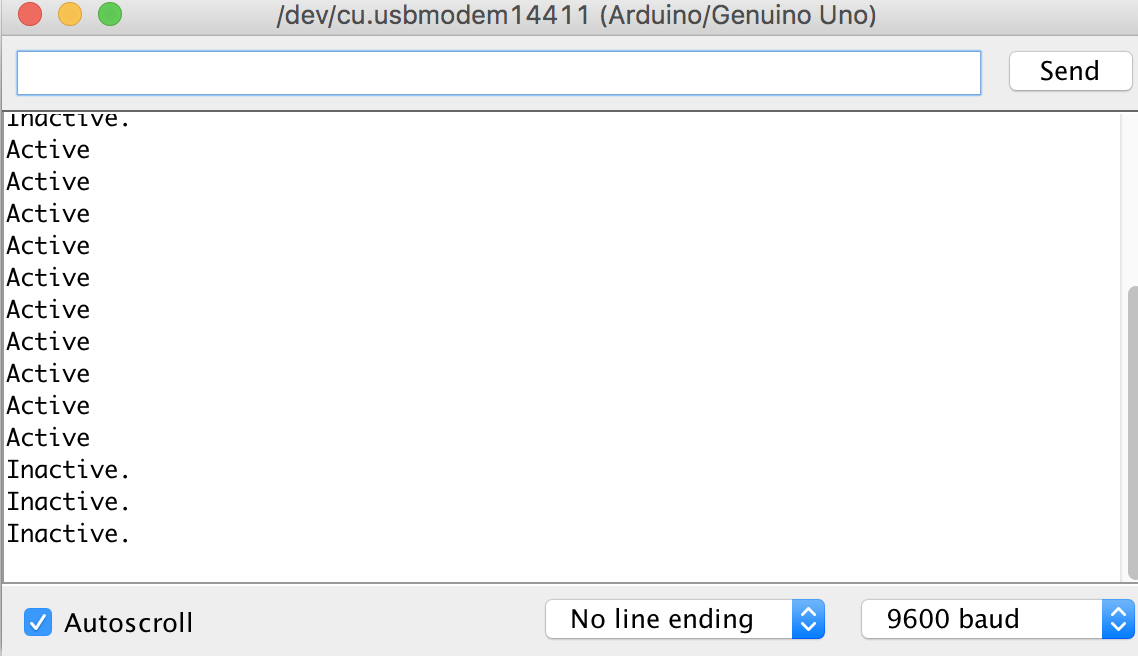 /dev/cu.usbmodem14411 (Arduino/Genuino Uno)
Send
Inactive.
Active
Active
Active
Active
Active
Active
Active
Active
Active
Active
Inactive.
Inactive.
Inactive.
Autoscroll
No line ending
9600 baud